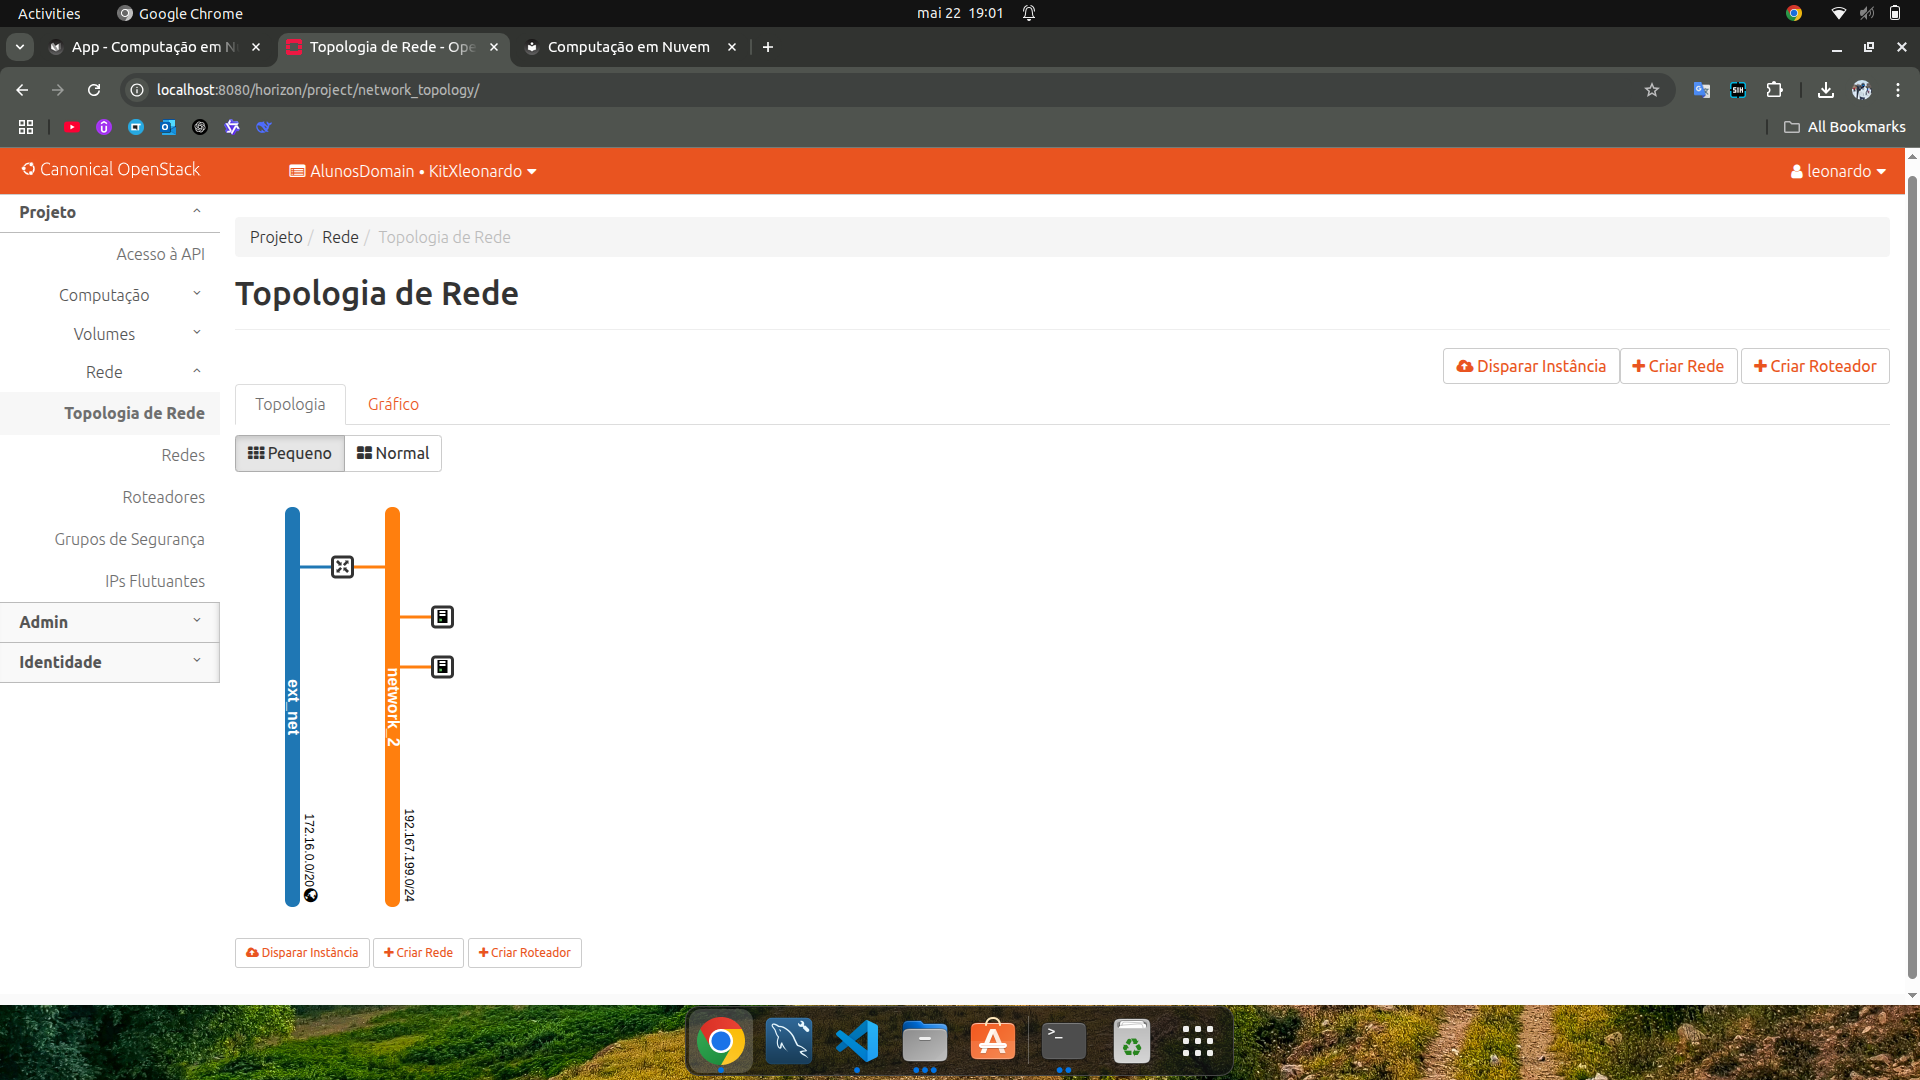 Activities
Google Chrome
mai 22 19:01
App - Computação em N
Topologia de Rede - Ope
Computação em Nuvem
localhost:8080/horizon/project/network_topology/
All Bookmarks
Canonical OpenStack
AlunosDomain • KitXleonardo
leonardo
Projeto
Acesso à API
Computação
Volumes
Rede
Topologia de Rede
Redes
Roteadores
Grupos de Segurança
IPs Flutuantes
Admin
Identidade
Projeto / Rede / Topologia de Rede
Topologia de Rede
Disparar Instância
Criar Rede
Criar Roteador
Topologia
Gráfico
Pequeno
Normal
ext_net
172.16.0.0/20
network_2
192.167.199.0/24
Disparar Instância
Criar Rede
Criar Roteador